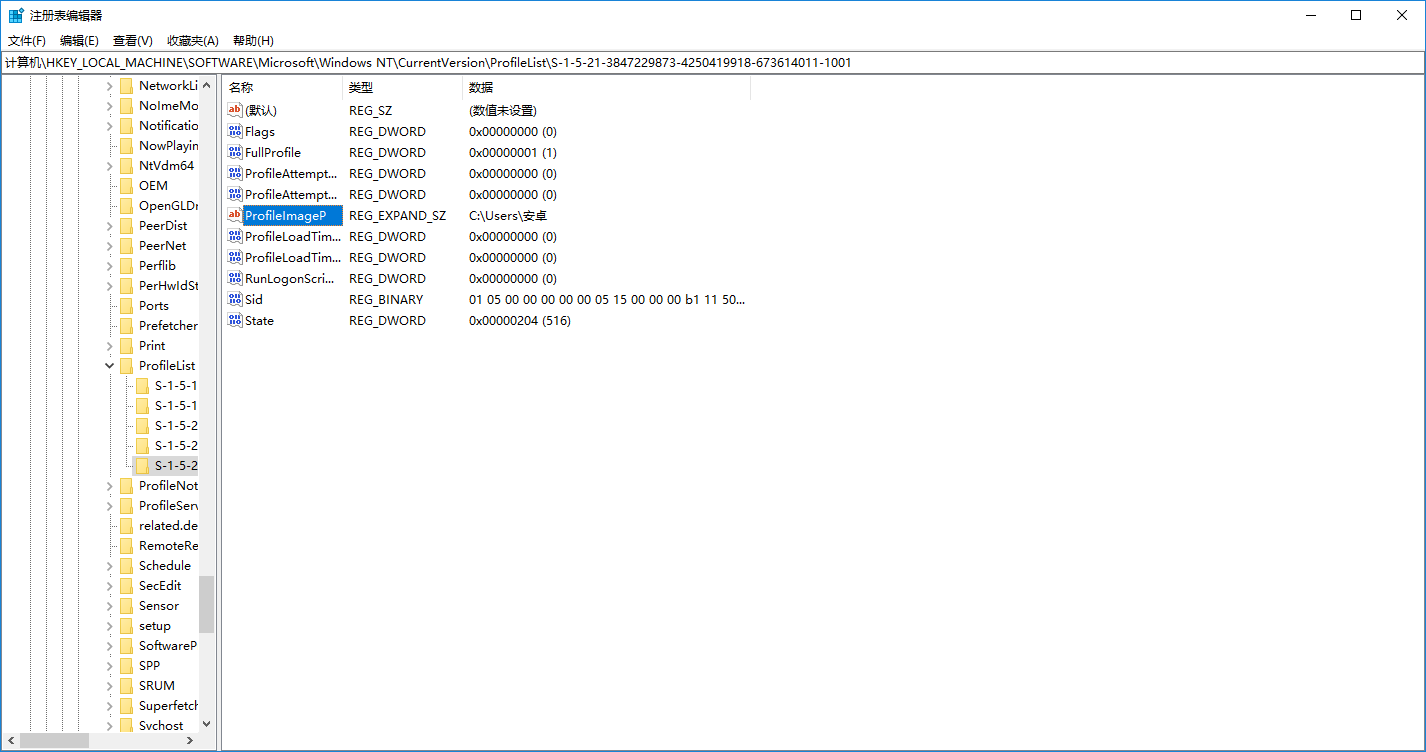 注册表编辑器
文件(F) 编辑(E) 查看(V) 收藏夹(A) 帮助(H)
计算机\HKEY_LOCAL_MACHINE\SOFTWARE\Microsoft\Windows NT\CurrentVersion\ProfileList\S-1-5-21-3847229873-4250419918-673614011-1001
NetworkLi
NoImeMo
Notificatio
NowPlayin
NtVdm64
OEM
OpenGLDr
PeerDist
PeerNet
Perflib
PerHwIdSt
Ports
Prefetcher
Print
ProfileList
S-1-5-1
S-1-5-1
S-1-5-2
S-1-5-2
S-1-5-2
ProfileNot
ProfileServ
related.de
RemoteRe
Schedule
SecEdit
Sensor
setup
SoftwareP
SPP
SRUM
Superfetch
Svchost
名称 类型 数据
(默认) REG_SZ (数值未设置)
Flags REG_DWORD 0x00000000 (0)
FullProfile REG_DWORD 0x00000001 (1)
ProfileAttempt... REG_DWORD 0x00000000 (0)
ProfileAttempt... REG_DWORD 0x00000000 (0)
ProfileImageP REG_EXPAND_SZ C:\Users\安卓
ProfileLoadTim... REG_DWORD 0x00000000 (0)
ProfileLoadTim... REG_DWORD 0x00000000 (0)
RunLogonScri... REG_DWORD 0x00000000 (0)
Sid REG_BINARY 01 05 00 00 00 00 00 05 15 00 00 00 b1 11 50...
State REG_DWORD 0x00000204 (516)